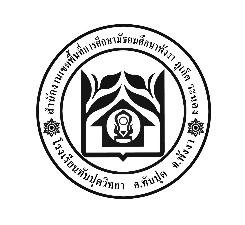 สำนักงานเขตพื้นที่การศึกษามัธยมศึกษาพังงา ภูเก็ต ระนอง
โรงเรียนทับปุดวิทยา อ.ทับปุด จ.พังงา